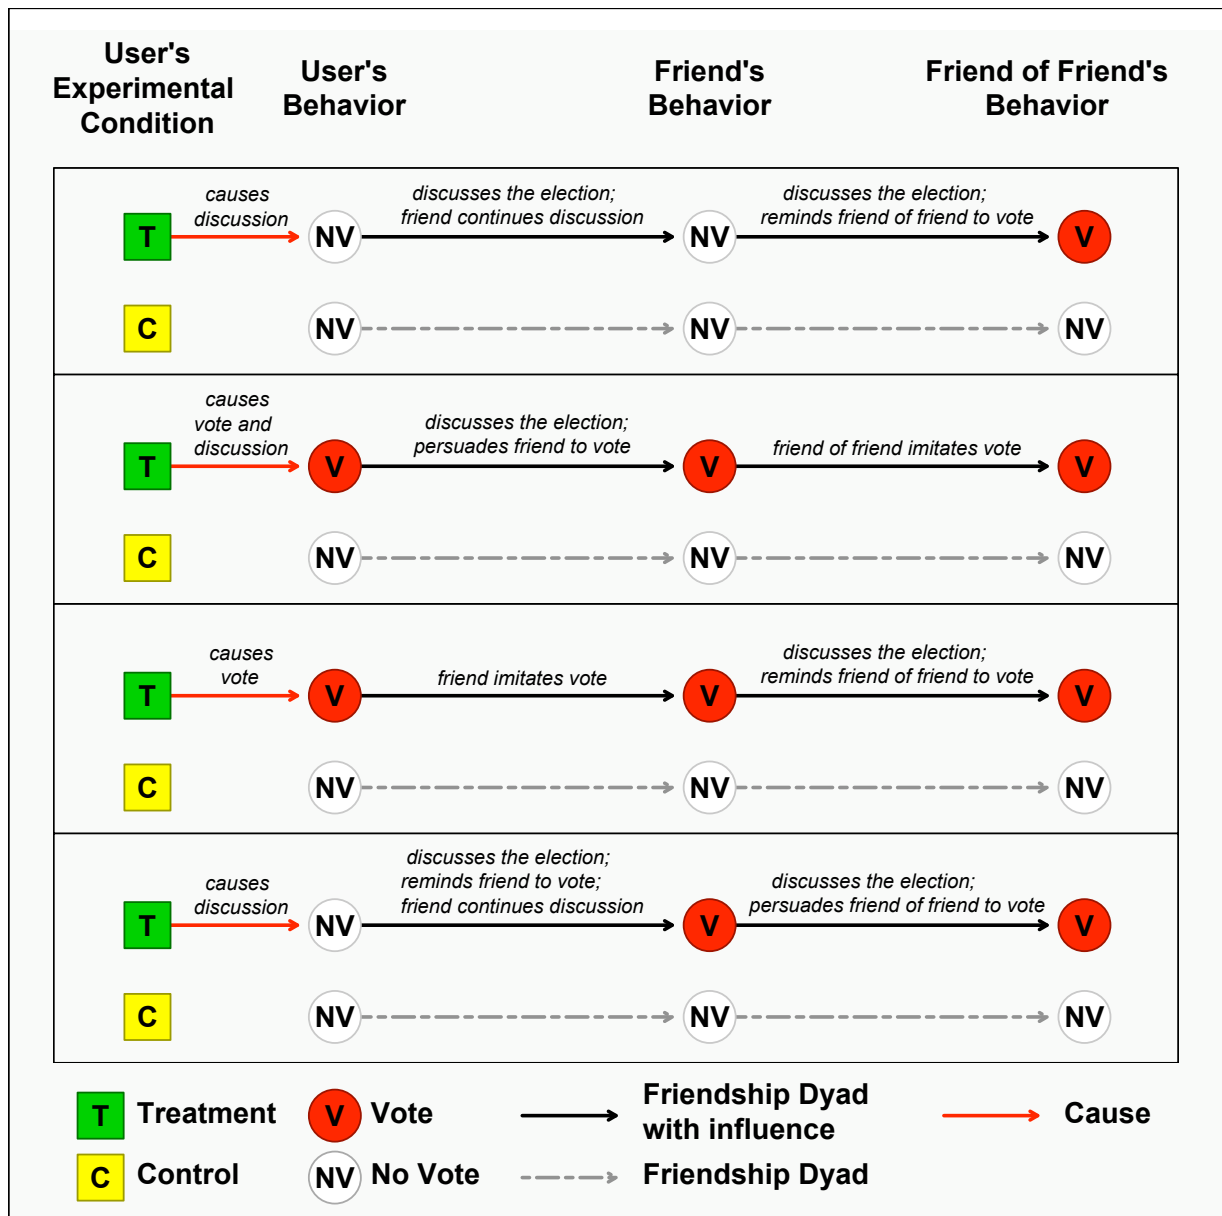 User's
Experimental
Condition
User's
Behavior
Friend's
Behavior
Friend of Friend's
Behavior
causes
discussion
discusses the election;
friend continues discussion
discusses the election;
reminds friend of friend to vote
T NV NV V
C NV NV NV
causes
vote and
discussion
discusses the election;
persuades friend to vote
friend of friend imitates vote
T V V V
C NV NV NV
causes
vote
friend imitates vote
discusses the election;
reminds friend of friend to vote
T V V V
C NV NV NV
causes
discussion
discusses the election;
reminds friend to vote;
friend continues discussion
discusses the election;
persuades friend of friend to vote
T NV V V
C NV NV NV
T Treatment
V Vote
Friendship Dyad
with influence
Cause
C Control
NV No Vote
Friendship Dyad